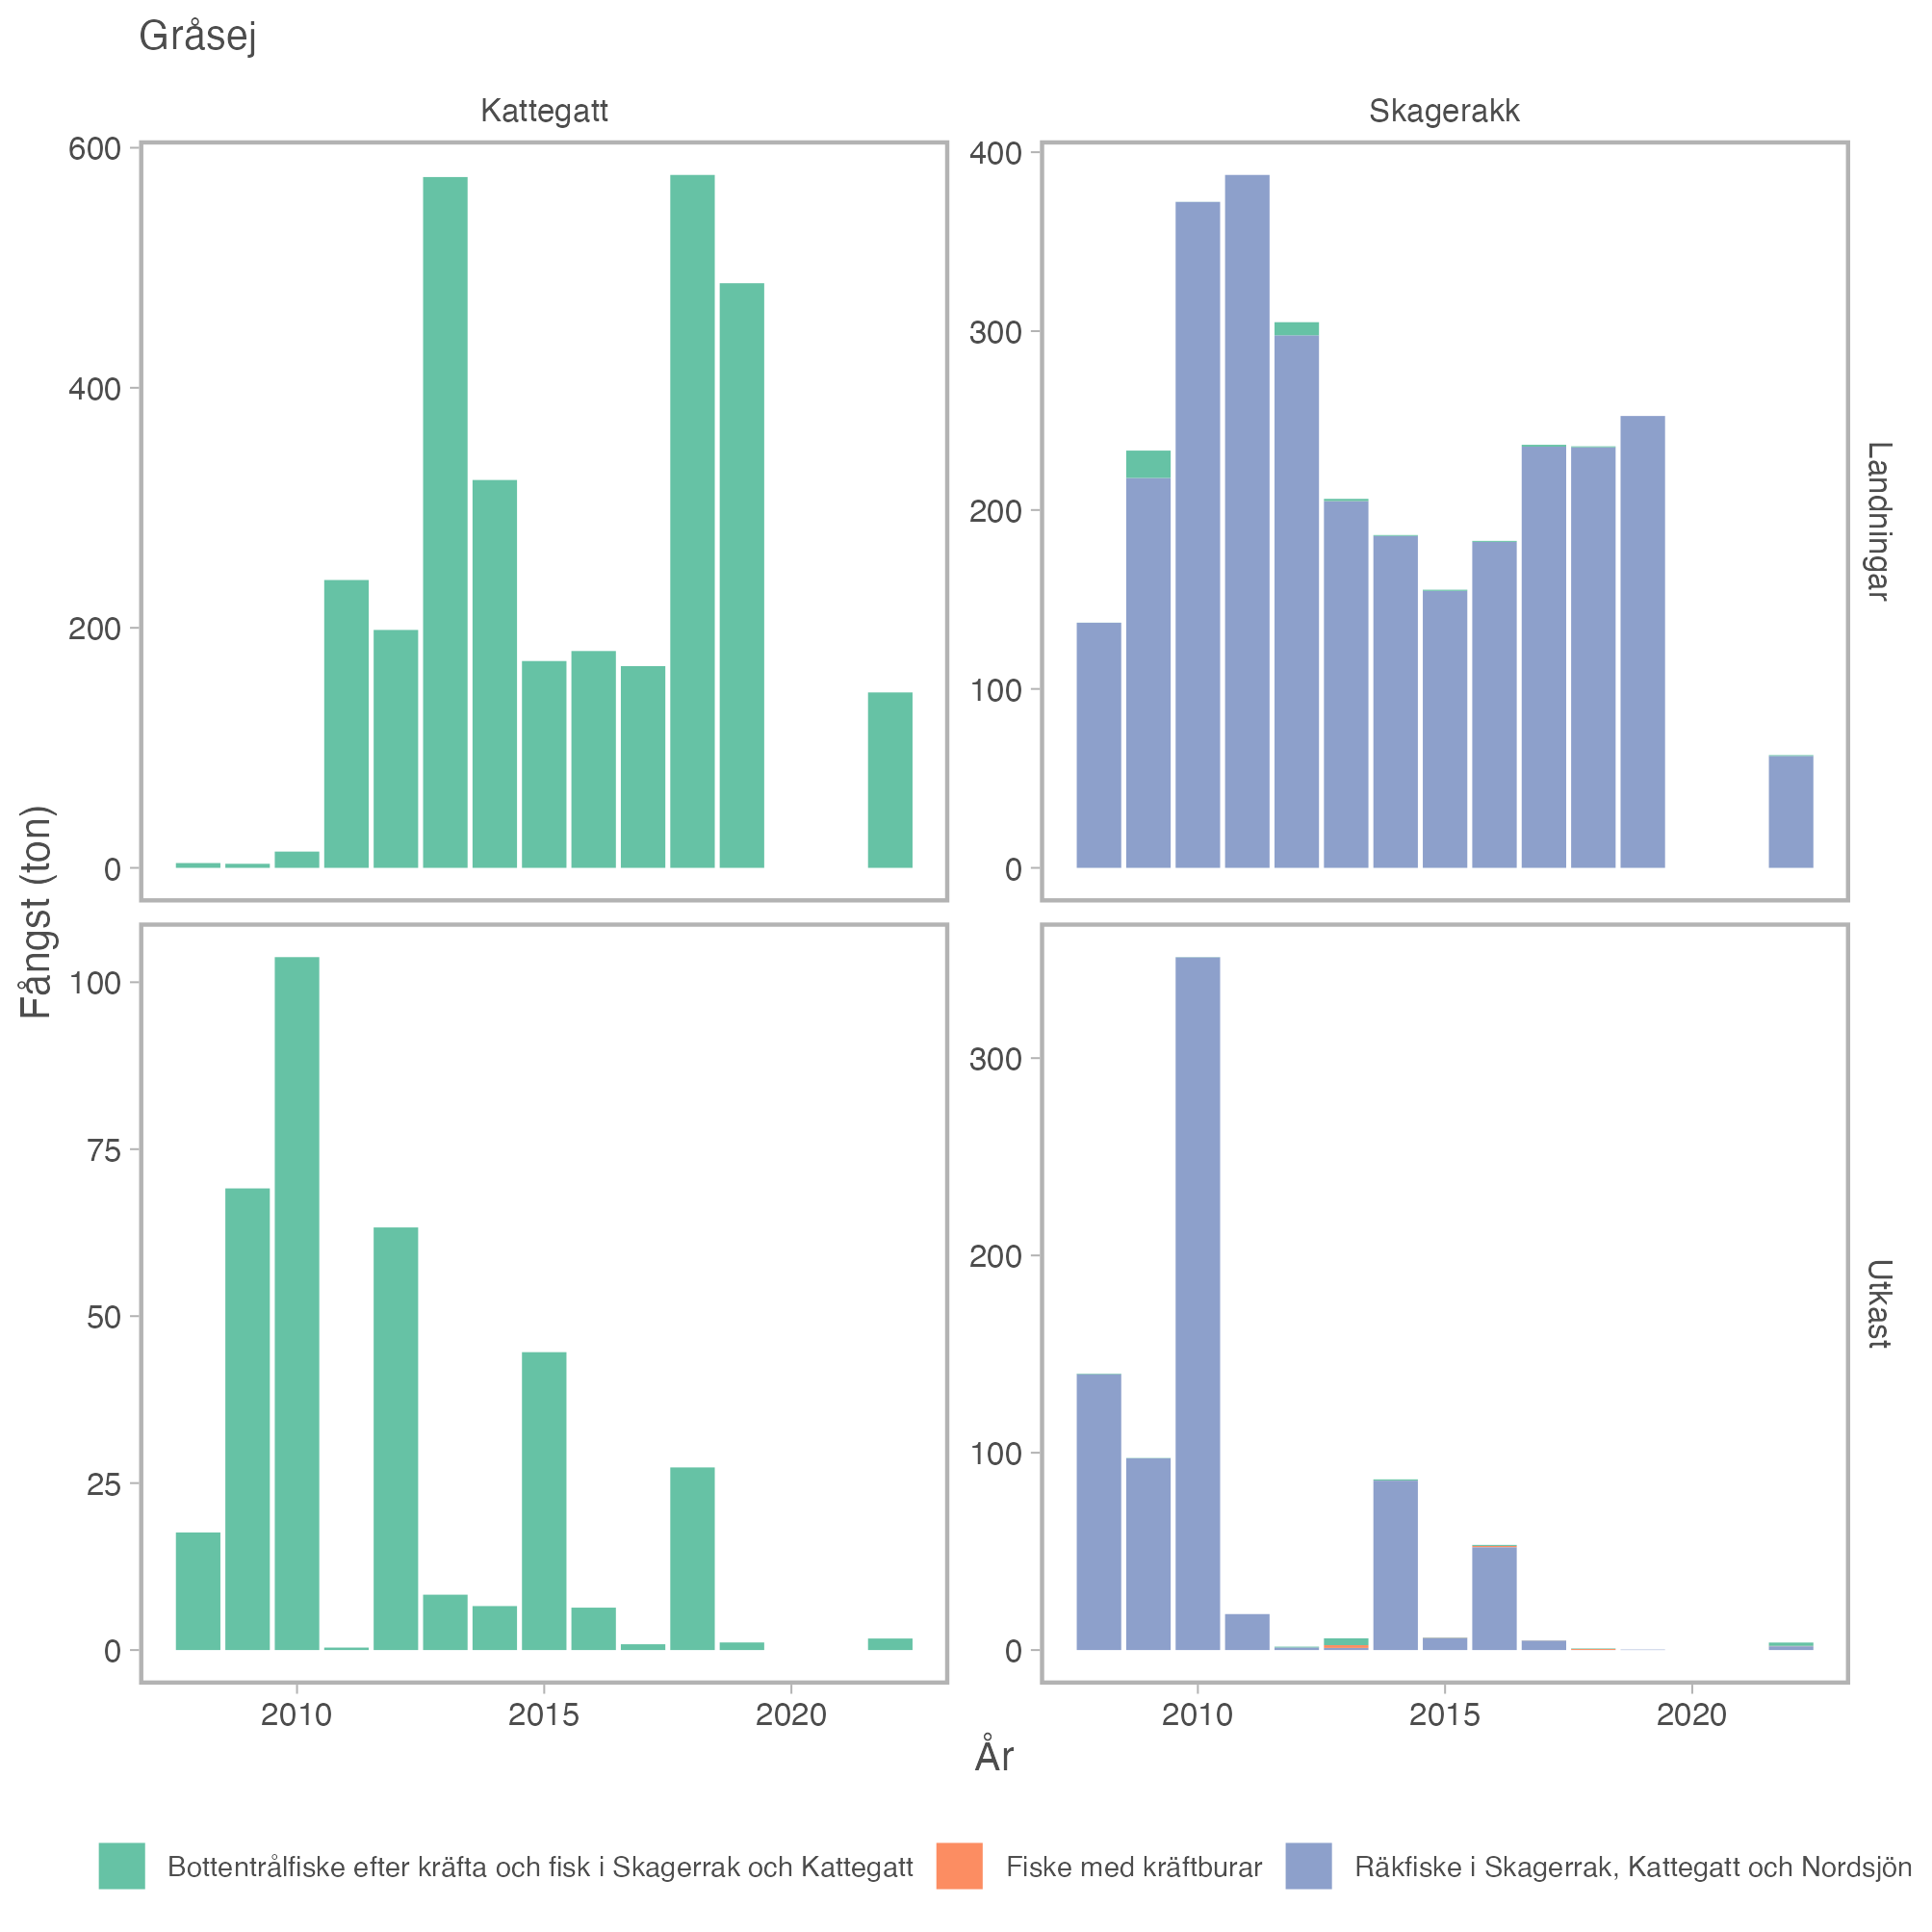 Gråsej
Kattegatt
Skagerakk
600
400
200
0
400
300
200
100
0
Landningar
Fångst (ton)
100
75
50
25
0
300
200
100
0
Utkast
2010
2015
2020
2010
2015
2020
År
Bottentrålfiske efter kräfta och fisk i Skagerrak och Kattegatt
Fiske med kräftburar
Räkfiske i Skagerrak, Kattegatt och Nordsjön